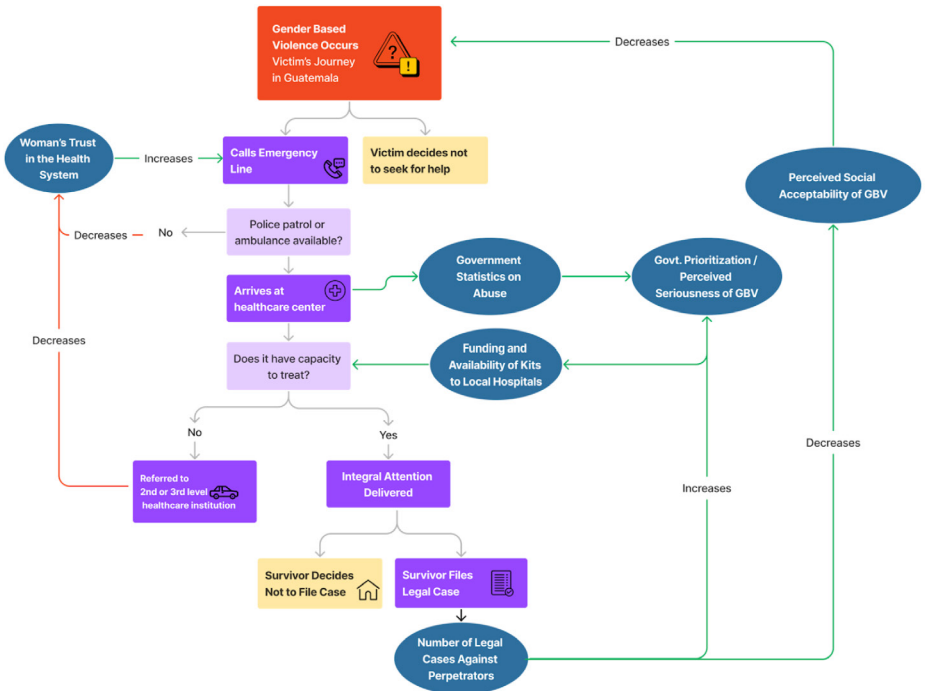 Gender Based
Violence Occurs
Victim's Journey
in Guatemala
?
!
Decreases
Woman's Trust
in the Health
System
Increases
Calls Emergency
Line
Victim decides not
to seek for help
Perceived Social
Acceptability of GBV
Police patrol or
ambulance available?
No
Decreases
Arrives at
healthcare center
Government
Statistics on
Abuse
Govt. Prioritization /
Perceived
Seriousness of GBV
Decreases
Does it have capacity
to treat?
Funding and
Availability of Kits
to Local Hospitals
No
Yes
Decreases
Referred to
2nd or 3rd level
healthcare institution
Integral Attention
Delivered
Increases
Survivor Decides
Not to File Case
Survivor Files
Legal Case
Number of Legal
Cases Against
Perpetrators